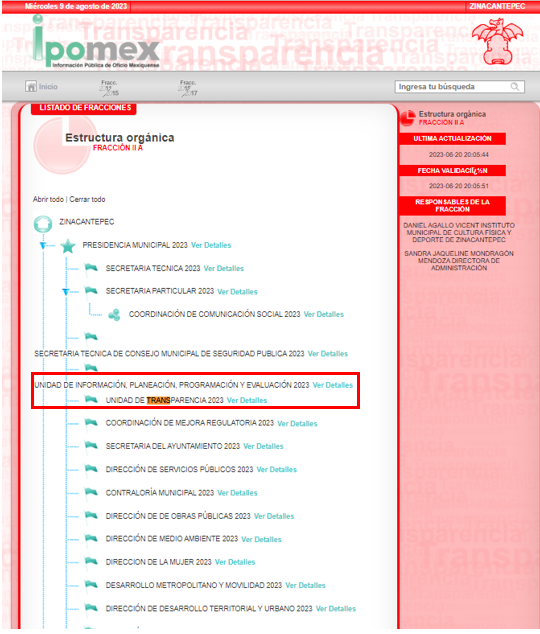 Miércoles 9 de agosto de 2023
ZINACANTEPEC
ipomex
Información Pública de Oficio Mexiquense
Transparencia
Inicio
Fracc.
15
Fracc.
17
Ingresa tu búsqueda
LISTADO DE FRACCIONES
Estructura orgánica
FRACCIÓN II A
Abrir todo | Cerrar todo
ZINACANTEPEC
PRESIDENCIA MUNICIPAL 2023 Ver Detalles
SECRETARIA TECNICA 2023 Ver Detalles
SECRETARIA PARTICULAR 2023 Ver Detalles
COORDINACIÓN DE COMUNICACIÓN SOCIAL 2023 Ver Detalles
SECRETARIA TECNICA DE CONSEJO MUNICIPAL DE SEGURIDAD PUBLICA 2023 Ver Detalles
UNIDAD DE INFORMACIÓN, PLANEACIÓN, PROGRAMACIÓN Y EVALUACIÓN 2023 Ver Detalles
UNIDAD DE TRANSPARENCIA 2023 Ver Detalles
COORDINACIÓN DE MEJORA REGULATORIA 2023 Ver Detalles
SECRETARIA DEL AYUNTAMIENTO 2023 Ver Detalles
DIRECCIÓN DE SERVICIOS PÚBLICOS 2023 Ver Detalles
CONTRALORÍA MUNICIPAL 2023 Ver Detalles
DIRECCIÓN DE DE OBRAS PÚBLICAS 2023 Ver Detalles
DIRECCIÓN DE MEDIO AMBIENTE 2023 Ver Detalles
DIRECCION DE LA MUJER 2023 Ver Detalles
DESARROLLO METROPOLITANO Y MOVILIDAD 2023 Ver Detalles
DIRECCIÓN DE DESARROLLO TERRITORIAL Y URBANO 2023 Ver Detalles
Estructura orgánica
FRACCIÓN II A
ULTIMA ACTUALIZACIÓN
2023-06-20 20:05:44
FECHA VALIDACIï¿½N
2023-06-20 20:05:51
RESPONSABLES DE LA
FRACCIÓN
DANIEL AGALLO VICENT INSTITUTO
MUNICIPAL DE CULTURA FÍSICA Y
DEPORTE DE ZINACANTEPEC
SANDRA JAQUELINE MONDRAGÓN
MENDOZA DIRECTORA DE
ADMINISTRACIÓN